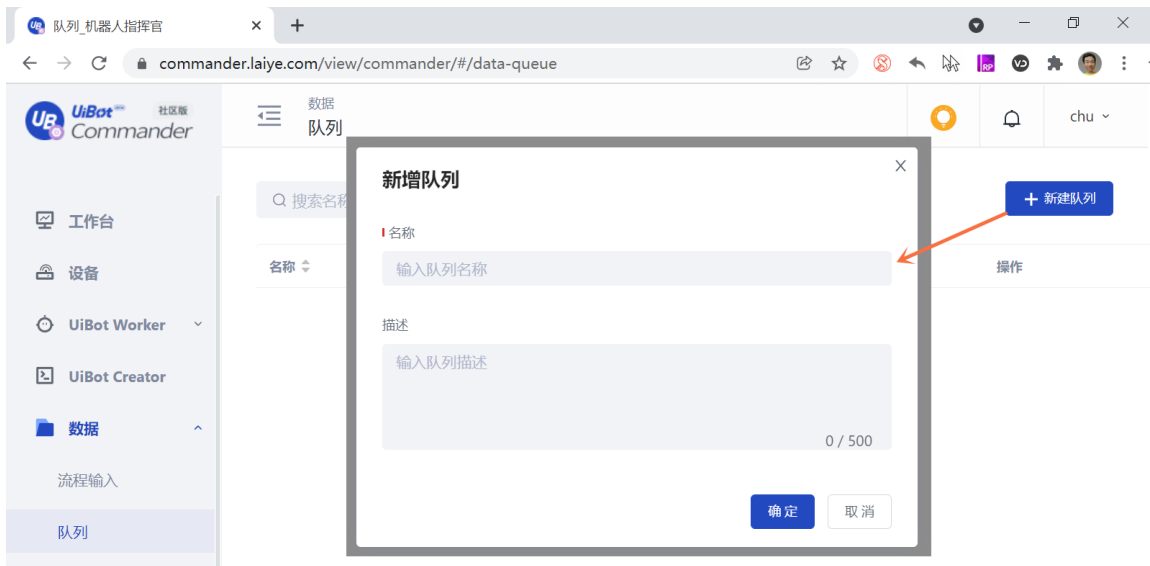 队列_机器人指挥官
commander.laiye.com/view/commander/#/data-queue
RP
UB
UiBot
社区版
Commander
数据
队列
chu
搜索名称
新建队列
名称
操作
工作台
设备
UiBot Worker
UiBot Creator
数据
流程输入
队列
新增队列
名称
输入队列名称
描述
输入队列描述
0 / 500
确定
取消